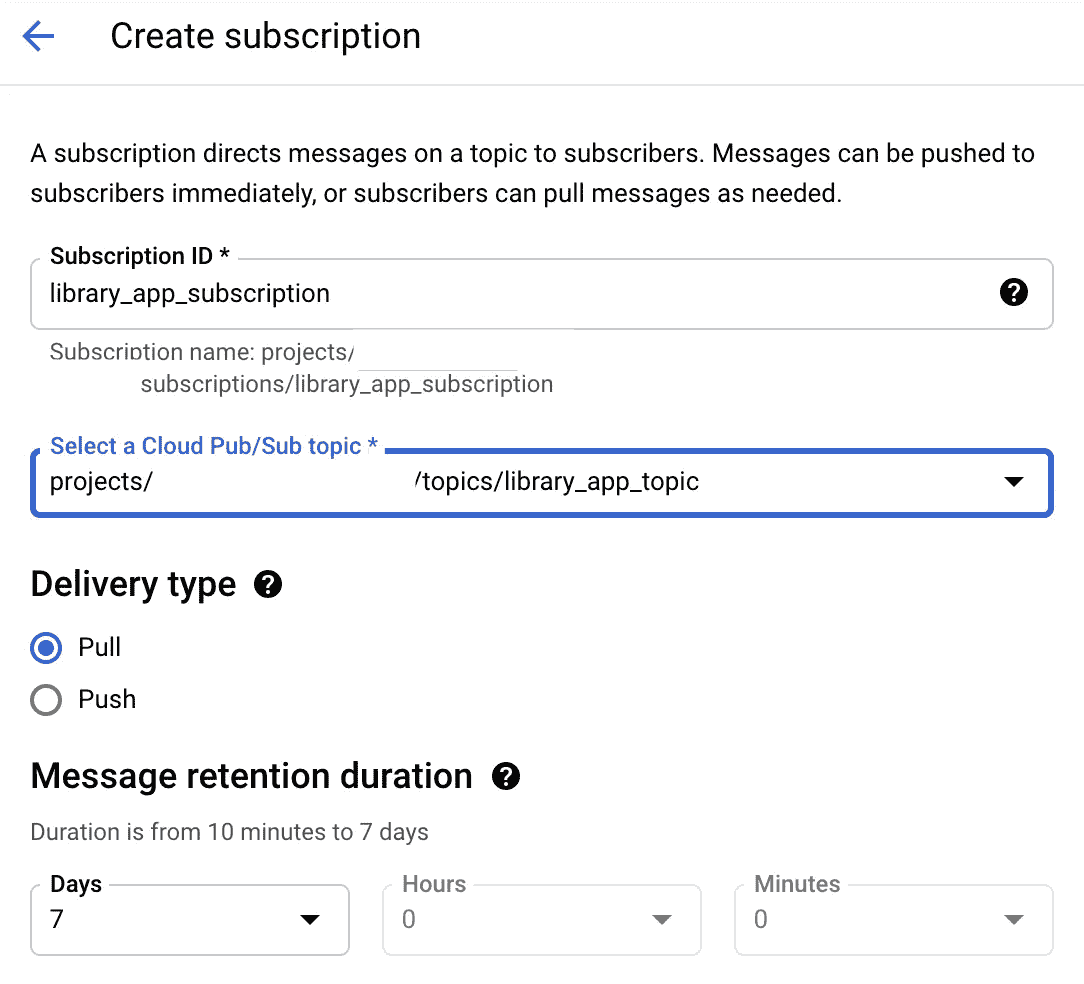 Create subscription
A subscription directs messages on a topic to subscribers. Messages can be pushed to
subscribers immediately, or subscribers can pull messages as needed.
Subscription ID *
library_app_subscription
Subscription name: projects/
subscriptions/library_app_subscription
Select a Cloud Pub/Sub topic *
projects/ /topics/library_app_topic
Delivery type
Pull
Push
Message retention duration
Duration is from 10 minutes to 7 days
Days Hours Minutes
7 0 0